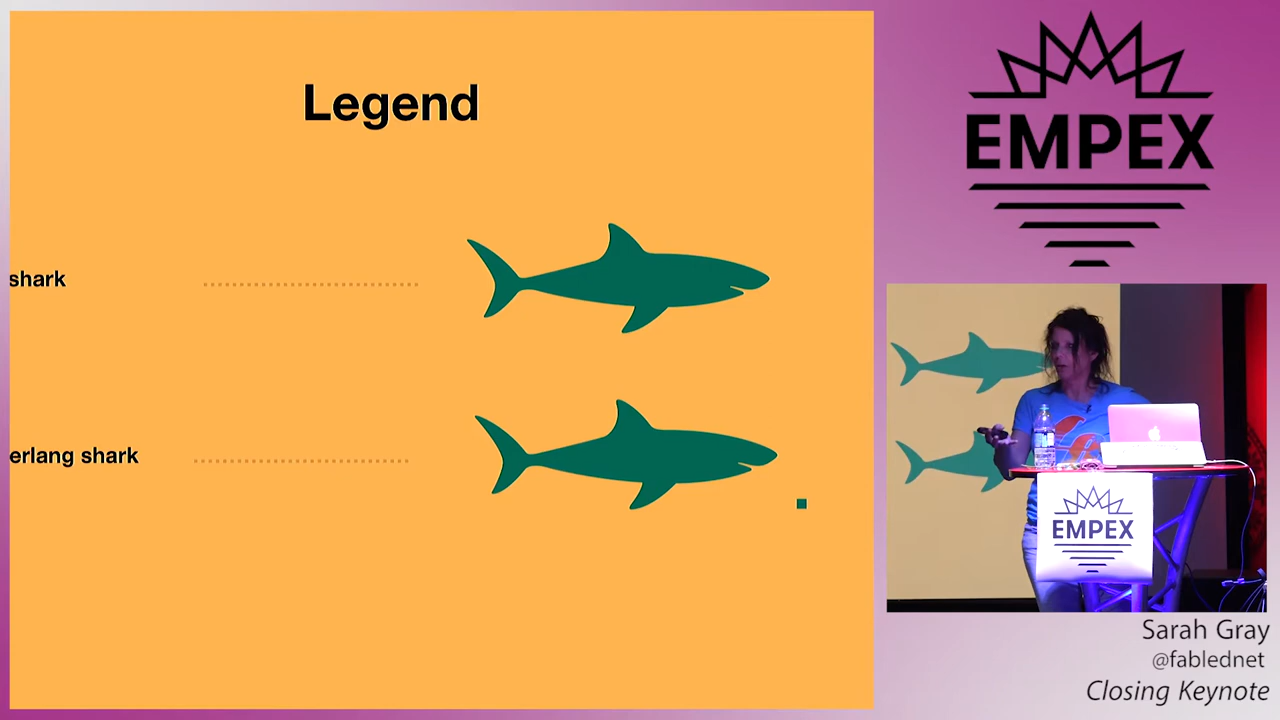 Legend
shark
erlang shark
EMPEX
EMPEX
Sarah Gray
@fablednet
Closing Keynote